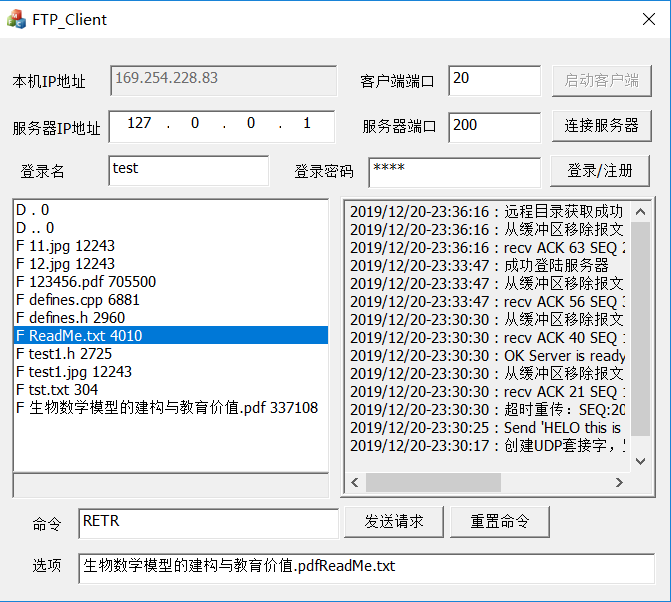 FTP_Client
本机IP地址 169.254.228.83 客户端端口 20 启动客户端
服务器IP地址 127 . 0 . 0 . 1 服务器端口 200 连接服务器
登录名 test 登录密码 **** 登录/注册
D . 0
D .. 0
F 11.jpg 12243
F 12.jpg 12243
F 123456.pdf 705500
F defines.cpp 6881
F defines.h 2960
F ReadMe.txt 4010
F test1.h 2725
F test1.jpg 12243
F tst.txt 304
F 生物数学模型的建构与教育价值.pdf 337108
2019/12/20-23:36:16：远程目录获取成功
2019/12/20-23:36:16：从缓冲区移除报文
2019/12/20-23:36:16：recv ACK 63 SEQ
2019/12/20-23:33:47：成功登陆服务器
2019/12/20-23:33:47：从缓冲区移除报文
2019/12/20-23:33:47：recv ACK 56 SEQ
2019/12/20-23:30:30：从缓冲区移除报文
2019/12/20-23:30:30：recv ACK 40 SEQ
2019/12/20-23:30:30：OK Server is ready
2019/12/20-23:30:30：从缓冲区移除报文
2019/12/20-23:30:30：recv ACK 21 SEQ
2019/12/20-23:30:30：超时重传：SEQ:20
2019/12/20-23:30:25：Send 'HELO this is
2019/12/20-23:30:17：创建UDP套接字，
命令 RETR 发送请求 重置命令
选项 生物数学模型的建构与教育价值.pdfReadMe.txt